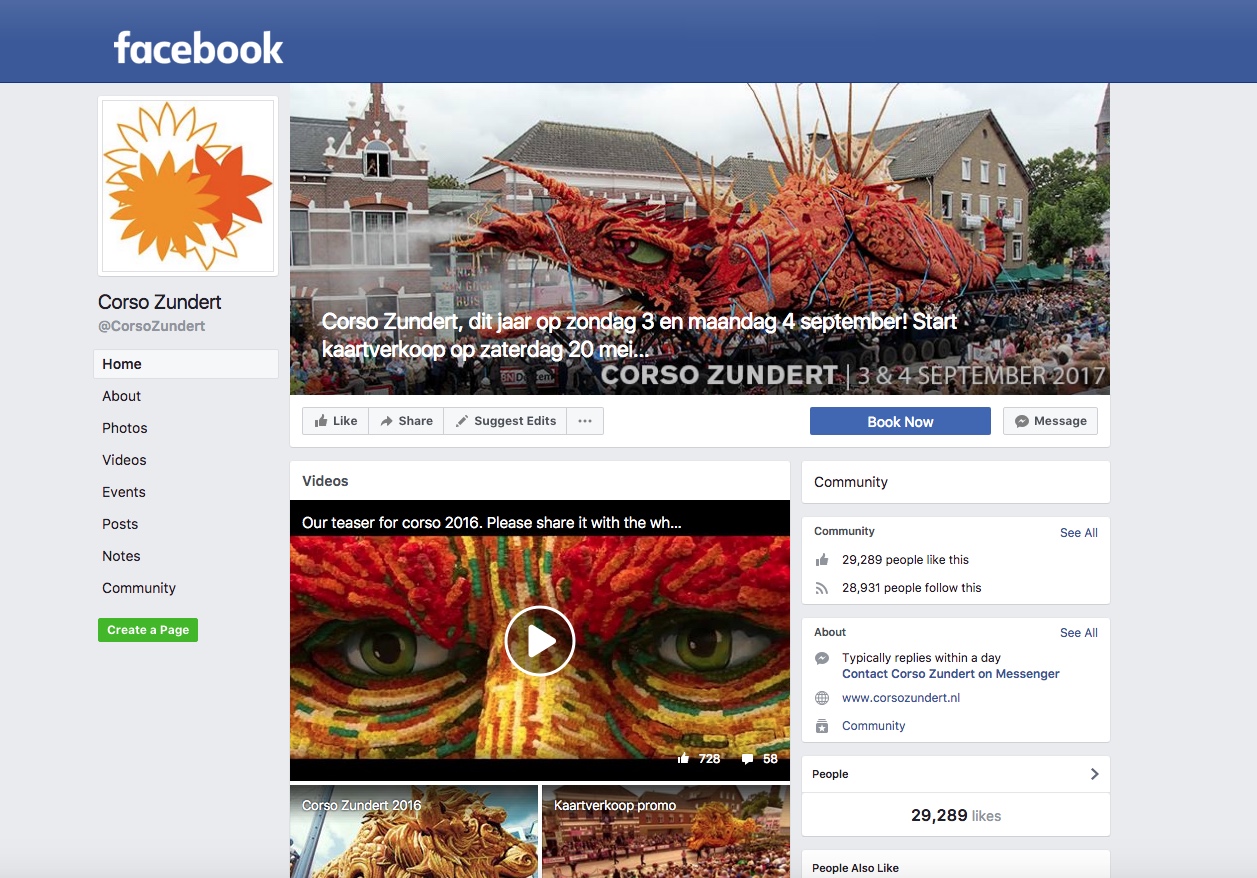 facebook
Corso Zundert
@CorsoZundert
Home
About
Photos
Videos
Events
Posts
Notes
Community
Create a Page
VINCENT
VAN GOGH
HUIS
Corso Zundert, dit jaar op zondag 3 en maandag 4 september! Start
kaartverkoop op zaterdag 20 mei...
CORSO ZUNDERT | 3 & 4 SEPTEMBER 2017
Like
Share
Suggest Edits
Book Now
Message
Videos
Our teaser for corso 2016. Please share it with the wh...
728
58
Corso Zundert 2016
Kaartverkoop promo
Community
Community
See All
29,289 people like this
28,931 people follow this
About
See All
Typically replies within a day
Contact Corso Zundert on Messenger
www.corsozundert.nl
Community
People
29,289 likes
People Also Like